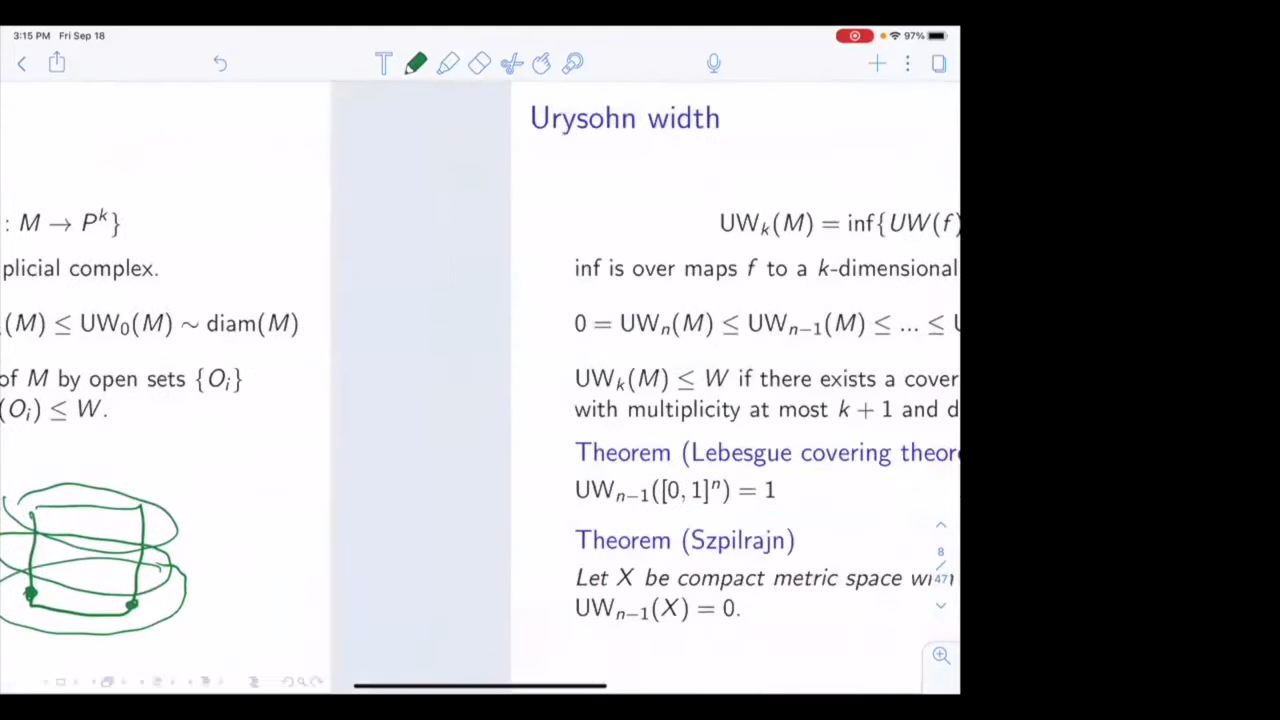 3:15 PM Fri Sep 18
97%
: M → P^k}
plicial complex.
(M) ≤ UW_0(M) ∼ diam(M)
of M by open sets {O_i}
(O_i) ≤ W.
Urysohn width
UW_k(M) = inf{UW(f)
inf is over maps f to a k-dimensional
0 = UW_n(M) ≤ UW_{n−1}(M) ≤ ... ≤ U
UW_k(M) ≤ W if there exists a cover
with multiplicity at most k + 1 and d
Theorem (Lebesgue covering theor
UW_{n−1}([0, 1]^n) = 1
Theorem (Szpilrajn)
Let X be compact metric space wi
UW_{n−1}(X) = 0.
8
/
47